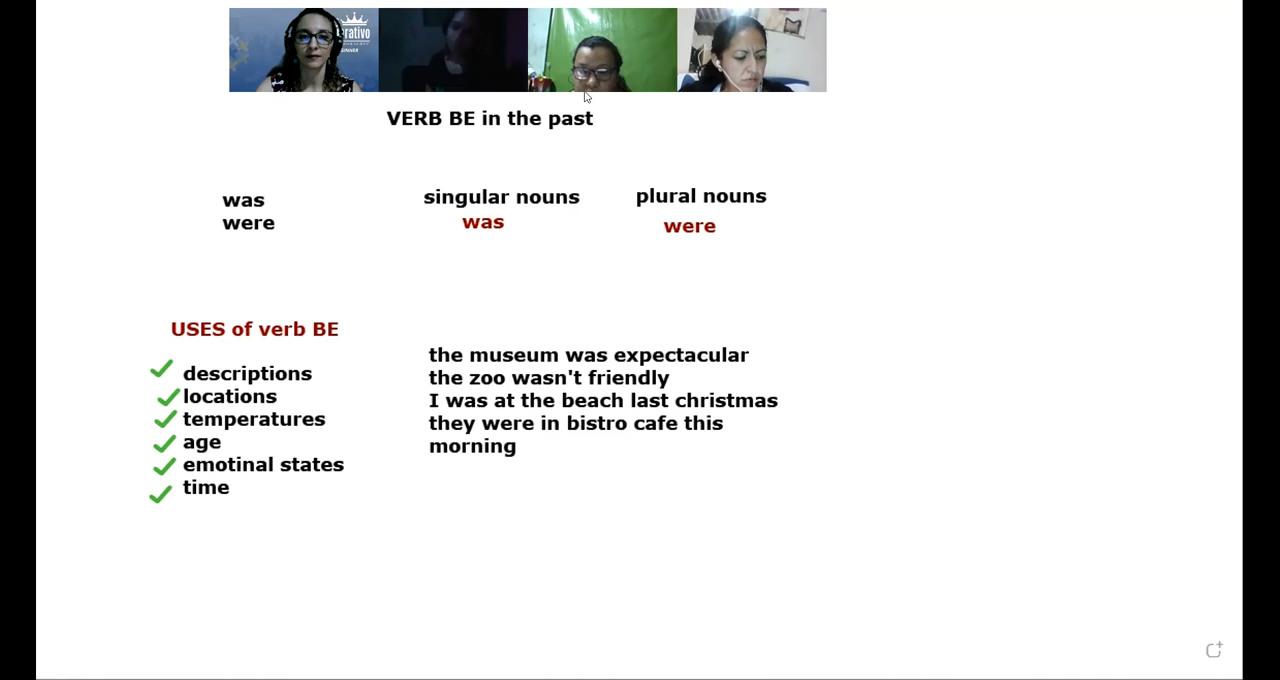 rativo
VERB BE in the past
was
were
singular nouns
was
plural nouns
were
USES of verb BE
descriptions
locations
temperatures
age
emotinal states
time
the museum was expectacular
the zoo wasn't friendly
I was at the beach last christmas
they were in bistro cafe this
morning